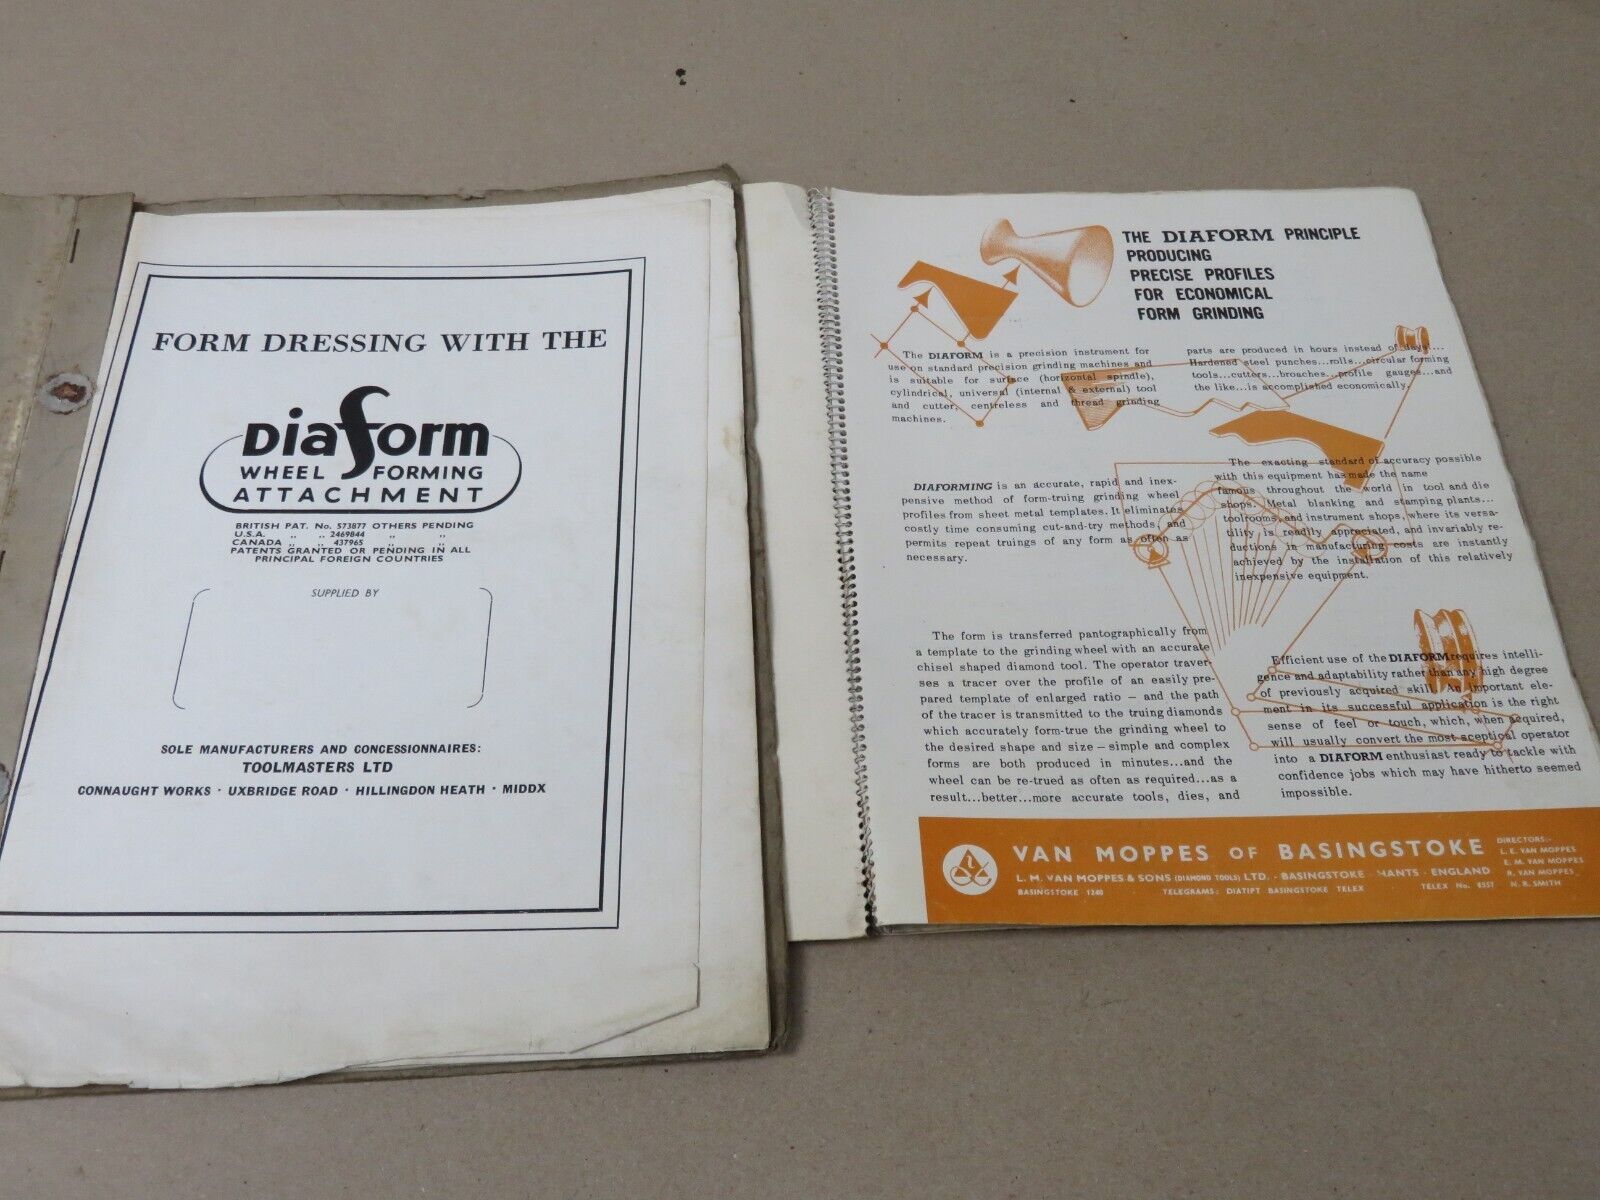 FORM DRESSING WITH THE
Diaform
WHEEL FORMING
ATTACHMENT
BRITISH PAT. No. 573877 OTHERS PENDING
U.S.A. ,, ,, 2469844 ,, ,,
CANADA ,, ,, 437965 ,, ,,
PATENTS GRANTED OR PENDING IN ALL
PRINCIPAL FOREIGN COUNTRIES
SUPPLIED BY
SOLE MANUFACTURERS AND CONCESSIONNAIRES:
TOOLMASTERS LTD
CONNAUGHT WORKS · UXBRIDGE ROAD · HILLINGDON HEATH · MIDDX
THE DIAFORM PRINCIPLE
PRODUCING
PRECISE PROFILES
FOR ECONOMICAL
FORM GRINDING
The DIAFORM is a precision instrument for
use on standard precision grinding machines and
is suitable for surface (horizontal spindle),
cylindrical, universal (internal & external) tool
and cutter, centreless and thread grinding
machines.
DIAFORMING is an accurate, rapid and inex-
pensive method of form-truing grinding wheel
profiles from sheet metal templates. It eliminates
costly time consuming cut-and-try methods, and
permits repeat truings of any form as often as
necessary.
The form is transferred pantographically from
a template to the grinding wheel with an accurate
chisel shaped diamond tool. The operator traver-
ses a tracer over the profile of an easily pre-
pared template of enlarged ratio – and the path
of the tracer is transmitted to the truing diamonds
which accurately form-true the grinding wheel to
the desired shape and size – simple and complex
forms are both produced in minutes...and the
wheel can be re-trued as often as required...as a
result...better...more accurate tools, dies, and
parts are produced in hours instead of days....
Hardened steel punches...rolls...circular forming
tools...cutters...broaches...profile gauges...and
the like...is accomplished economically.
The exacting standard of accuracy possible
with this equipment has made the name
famous throughout the world in tool and die
shops. Metal blanking and stamping plants...
toolrooms, and instrument shops, where its versa-
tility is readily appreciated, and invariably re-
ductions in manufacturing costs are instantly
achieved by the installation of this relatively
inexpensive equipment.
Efficient use of the DIAFORM requires intelli-
gence and adaptability rather than any high degree
of previously acquired skill. An important ele-
ment in its successful application is the right
sense of feel or touch, which, when acquired,
will usually convert the most sceptical operator
into a DIAFORM enthusiast ready to tackle with
confidence jobs which may have hitherto seemed
impossible.
VAN MOPPES OF BASINGSTOKE
L. M. VAN MOPPES & SONS (DIAMOND TOOLS) LTD. - BASINGSTOKE - HANTS - ENGLAND
BASINGSTOKE 1240 TELEGRAMS: DIATIPT BASINGSTOKE TELEX TELEX No. 8557
DIRECTORS:-
L. E. VAN MOPPES
E. M. VAN MOPPES
R. VAN MOPPES
N. R. SMITH